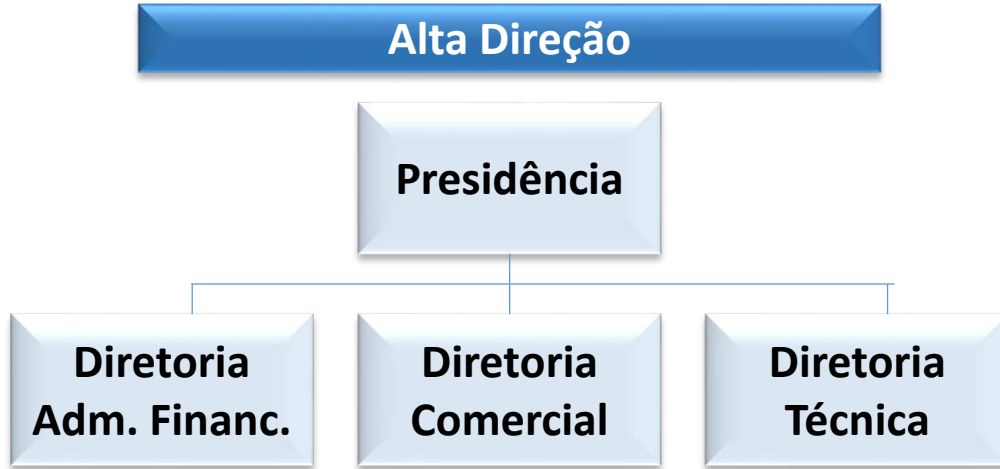 Alta Direção
Presidência
Diretoria
Adm. Financ.
Diretoria
Comercial
Diretoria
Técnica